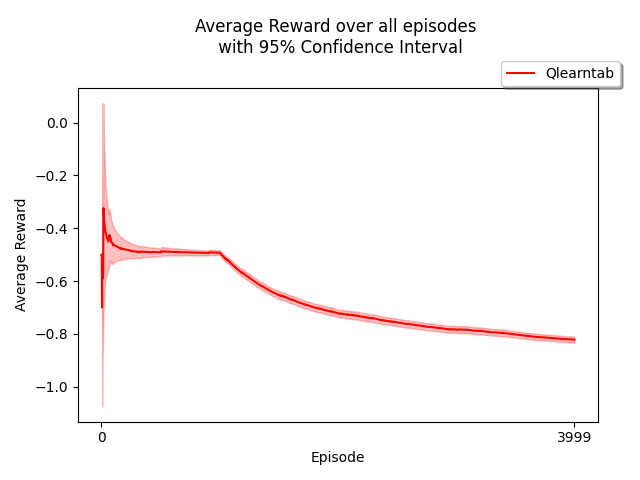 Average Reward over all episodes
with 95% Confidence Interval
Qlearntab
0.0
−0.2
−0.4
−0.6
−0.8
−1.0
Average Reward
0
3999
Episode